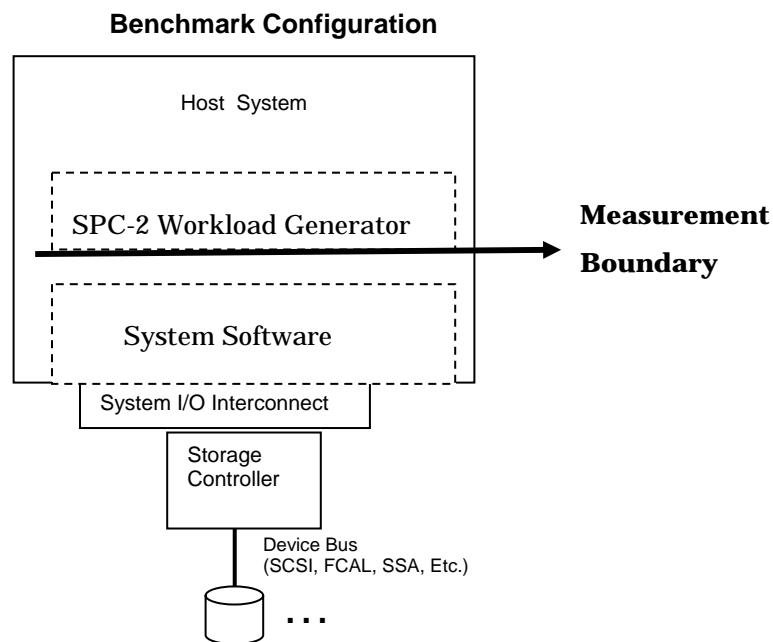 Benchmark Configuration
Host System
SPC-2 Workload Generator
Measurement
Boundary
System Software
System I/O Interconnect
Storage
Controller
Device Bus
(SCSI, FCAL, SSA, Etc.)
...